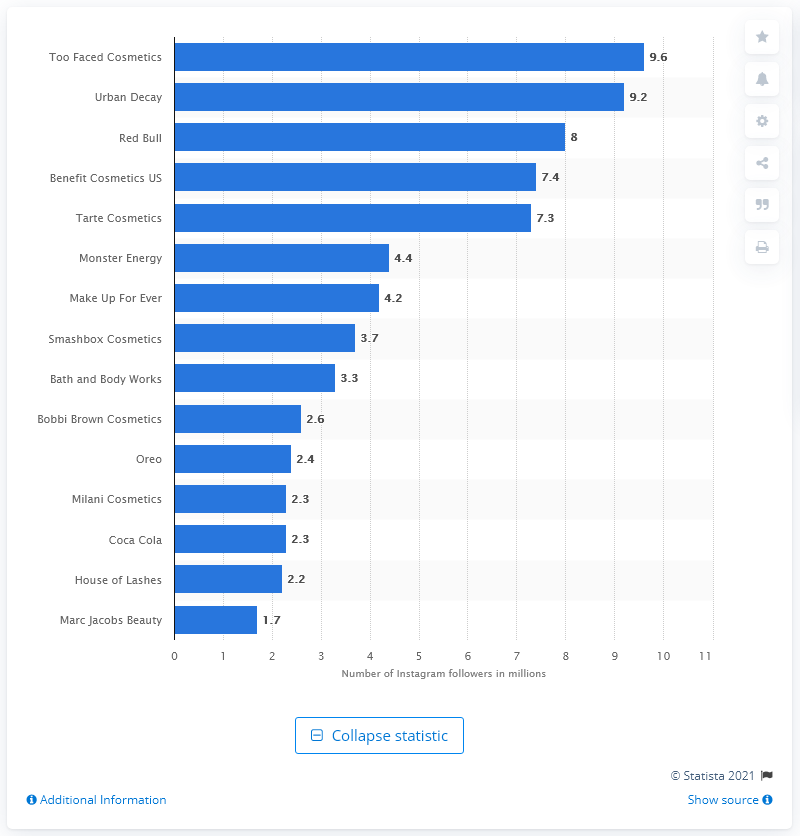 Too Faced Cosmetics 9.6
Urban Decay 9.2
Red Bull 8
Benefit Cosmetics US 7.4
Tarte Cosmetics 7.3
Monster Energy 4.4
Make Up For Ever 4.2
Smashbox Cosmetics 3.7
Bath and Body Works 3.3
Bobbi Brown Cosmetics 2.6
Oreo 2.4
Milani Cosmetics 2.3
Coca Cola 2.3
House of Lashes 2.2
Marc Jacobs Beauty 1.7
0 1 2 3 4 5 6 7 8 9 10 11
Number of Instagram followers in millions
Collapse statistic
© Statista 2021
Additional Information Show source